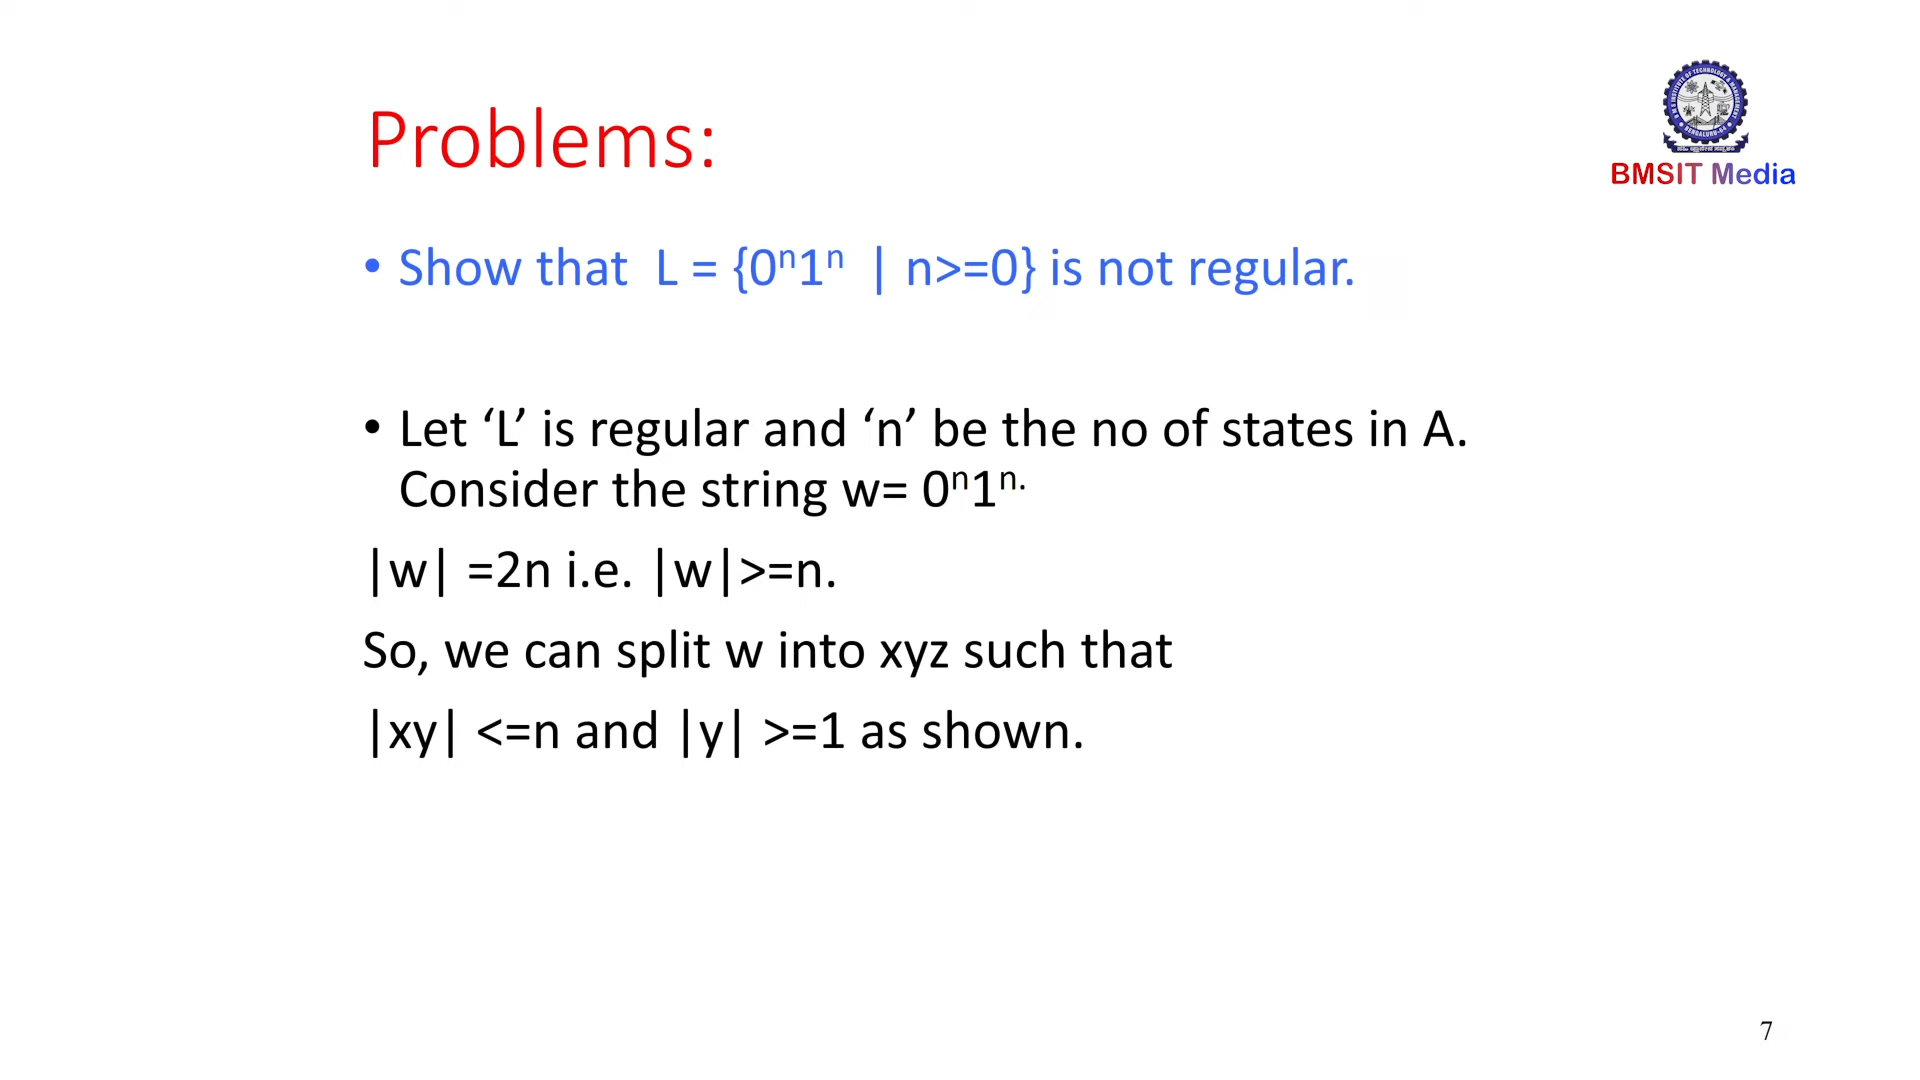 BENGALURU-64
BMSIT Media
Problems:
• Show that L = {0ⁿ1ⁿ | n>=0} is not regular.
• Let ‘L’ is regular and ‘n’ be the no of states in A.
Consider the string w= 0ⁿ1ⁿ.
|w| =2n i.e. |w|>=n.
So, we can split w into xyz such that
|xy| <=n and |y| >=1 as shown.
7